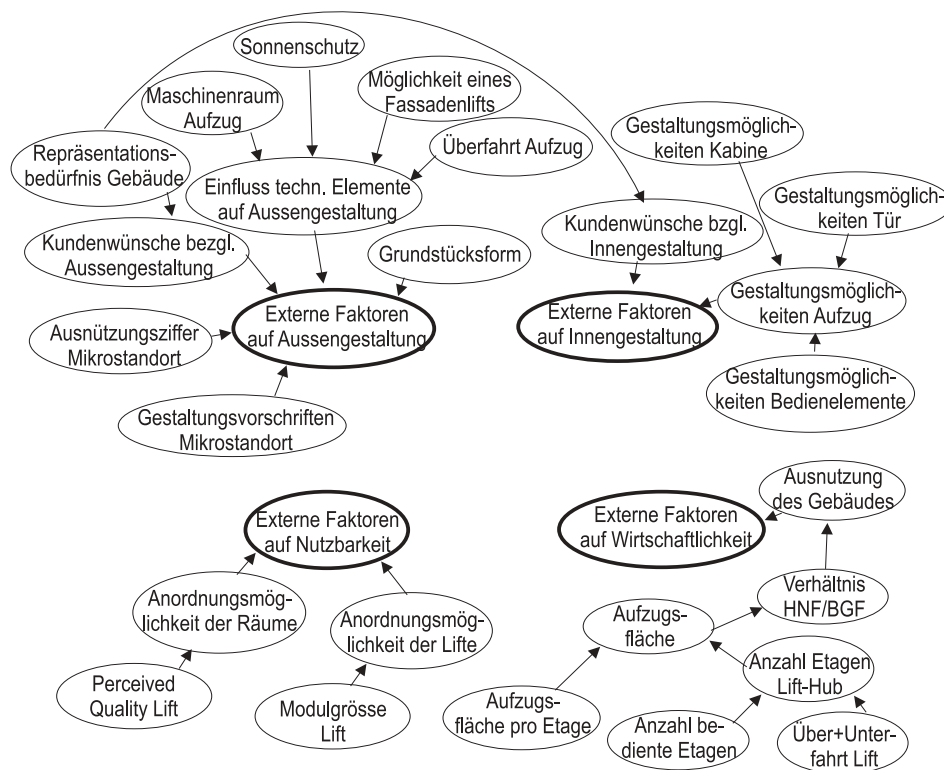 Sonnenschutz
Maschinenraum
Aufzug
Möglichkeit eines
Fassadenlifts
Repräsentations-
bedürfnis Gebäude
Einfluss techn. Elemente
auf Aussengestaltung
Überfahrt Aufzug
Gestaltungsmöglich-
keiten Kabine
Gestaltungsmöglich-
keiten Tür
Kundenwünsche bezgl.
Aussengestaltung
Grundstücksform
Kundenwünsche bzgl.
Innengestaltung
Externe Faktoren
auf Aussengestaltung
Externe Faktoren
auf Innengestaltung
Gestaltungsmöglich-
keiten Aufzug
Ausnützungsziffer
Mikrostandort
Gestaltungsvorschriften
Mikrostandort
Gestaltungsmöglich-
keiten Bedienelemente
Externe Faktoren
auf Nutzbarkeit
Externe Faktoren
auf Wirtschaftlichkeit
Ausnutzung
des Gebäudes
Anordnungsmög-
lichkeit der Räume
Anordnungsmög-
lichkeit der Lifte
Aufzugs-
fläche
Verhältnis
HNF/BGF
Perceived
Quality Lift
Modulgrösse
Lift
Aufzugs-
fläche pro Etage
Anzahl Etagen
Lift-Hub
Anzahl be-
diente Etagen
Über+Unter-
fahrt Lift